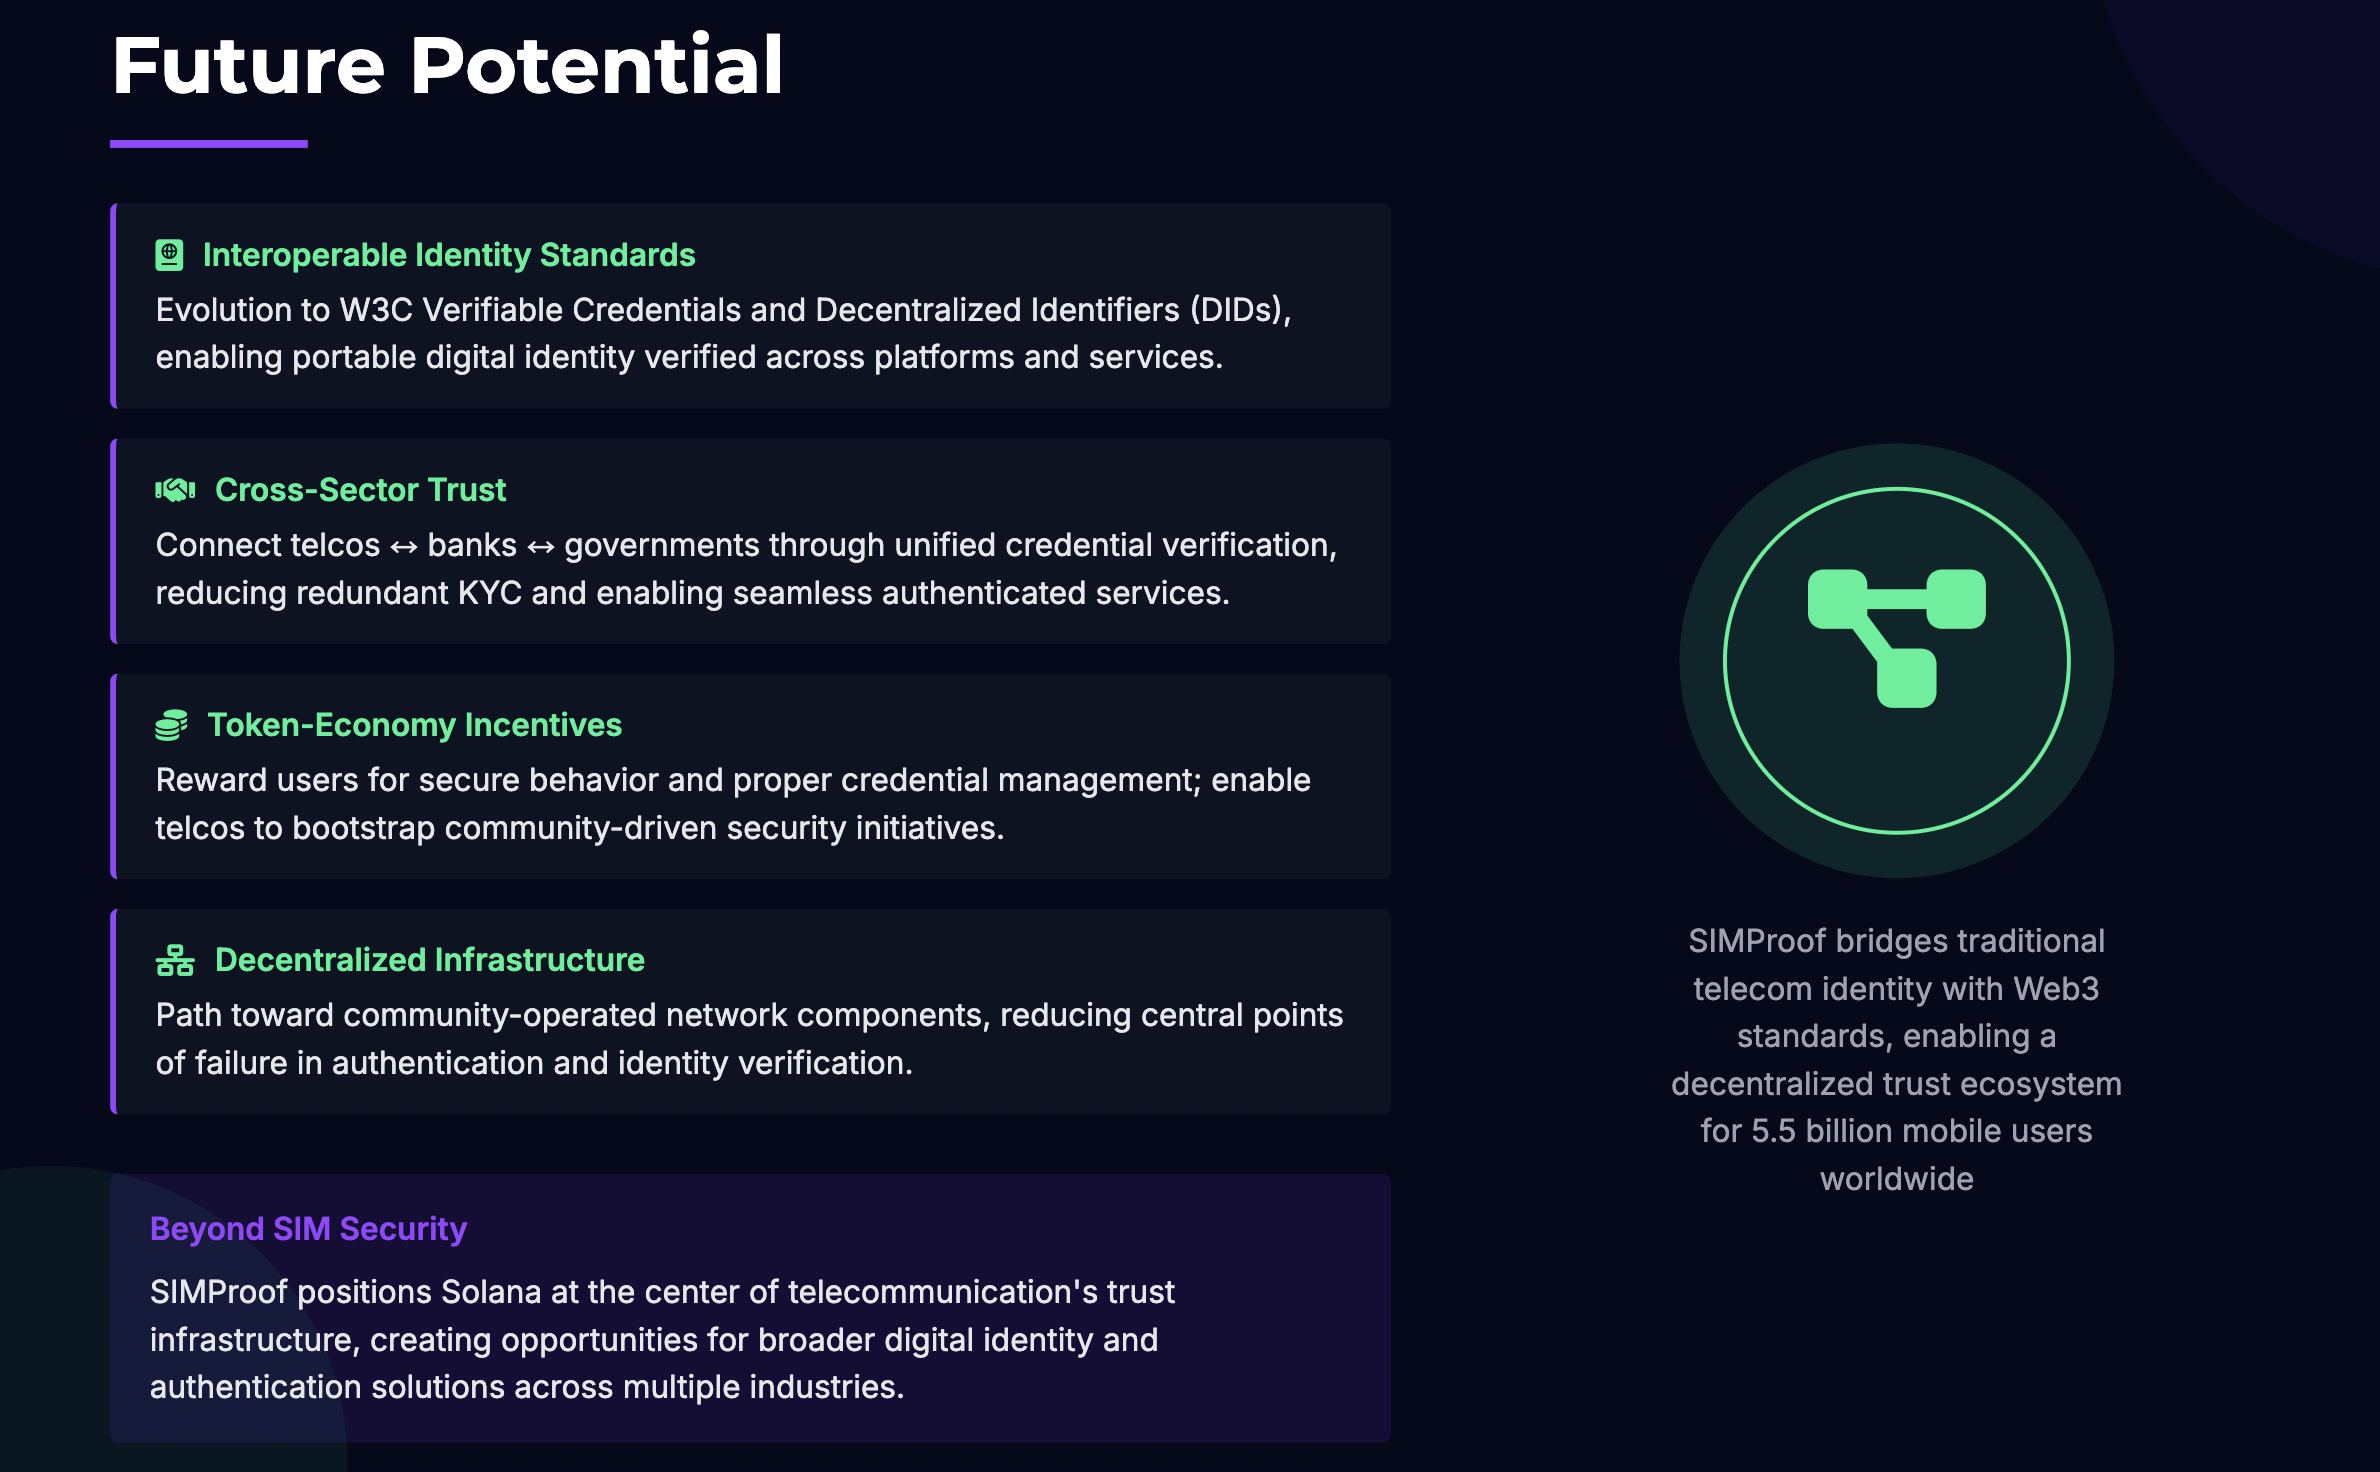 Future Potential
Interoperable Identity Standards
Evolution to W3C Verifiable Credentials and Decentralized Identifiers (DIDs),
enabling portable digital identity verified across platforms and services.
Cross-Sector Trust
Connect telcos ↔ banks ↔ governments through unified credential verification,
reducing redundant KYC and enabling seamless authenticated services.
Token-Economy Incentives
Reward users for secure behavior and proper credential management; enable
telcos to bootstrap community-driven security initiatives.
Decentralized Infrastructure
Path toward community-operated network components, reducing central points
of failure in authentication and identity verification.
Beyond SIM Security
SIMProof positions Solana at the center of telecommunication's trust
infrastructure, creating opportunities for broader digital identity and
authentication solutions across multiple industries.
SIMProof bridges traditional
telecom identity with Web3
standards, enabling a
decentralized trust ecosystem
for 5.5 billion mobile users
worldwide